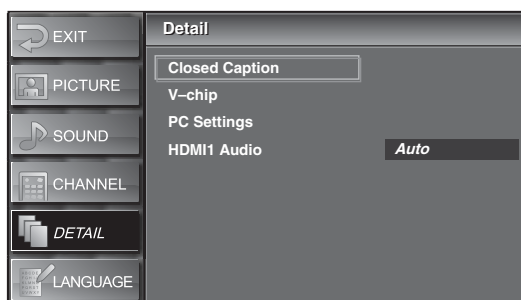 EXIT
PICTURE
SOUND
CHANNEL
DETAIL
LANGUAGE
Detail
Closed Caption
V–chip
PC Settings
HDMI1 Audio Auto